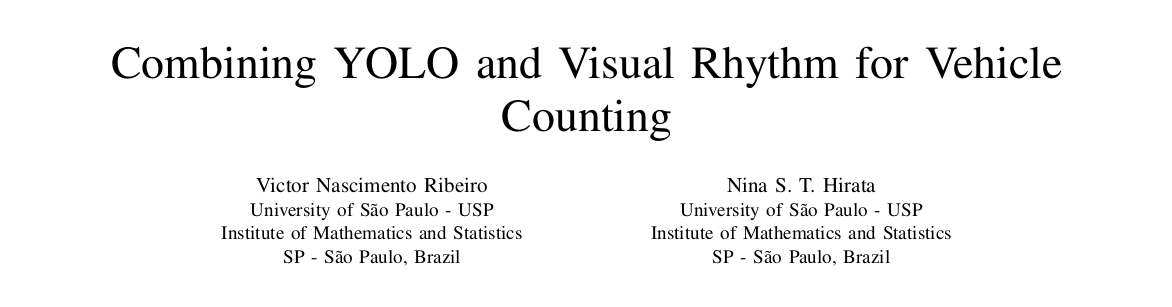 Combining YOLO and Visual Rhythm for Vehicle
Counting
Victor Nascimento Ribeiro
University of São Paulo - USP
Institute of Mathematics and Statistics
SP - São Paulo, Brazil
Nina S. T. Hirata
University of São Paulo - USP
Institute of Mathematics and Statistics
SP - São Paulo, Brazil